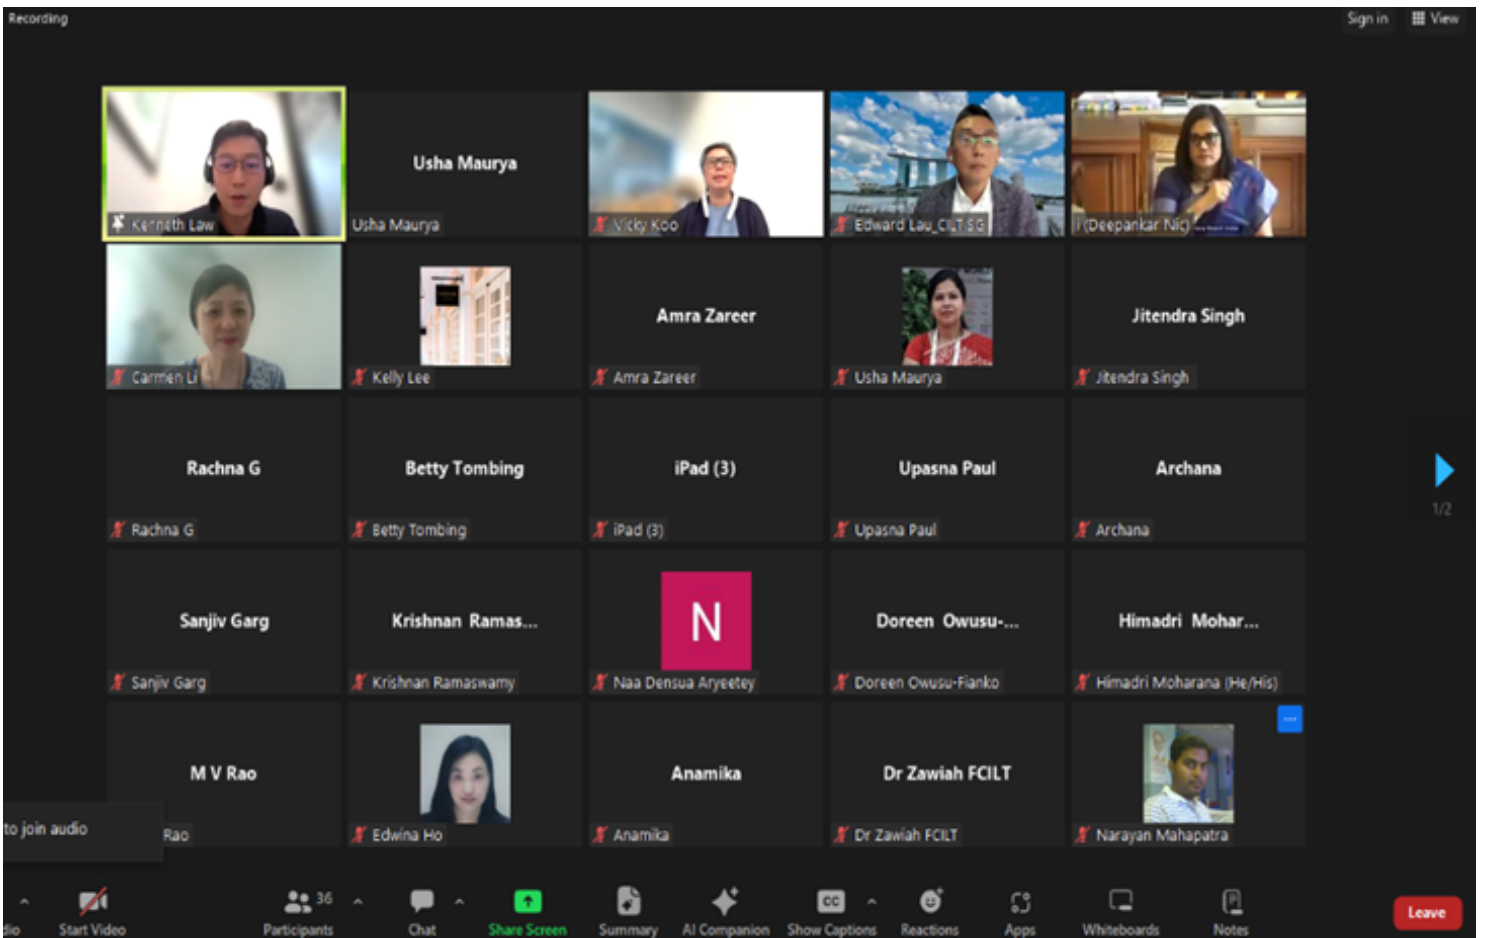 Recording
Sign in
View
Kenneth Law
Usha Maurya
Usha Maurya
Vicky Koo
Edward Lau_CILT SG
i (Deepankar Nic)
Carmen Li
Kelly Lee
Amra Zareer
Amra Zareer
Usha Maurya
Jitendra Singh
Jitendra Singh
Rachna G
Rachna G
Betty Tombing
Betty Tombing
iPad (3)
iPad (3)
Upasna Paul
Upasna Paul
Archana
Archana
1/2
Sanjiv Garg
Sanjiv Garg
Krishnan Ramas...
Krishnan Ramaswamy
N
Naa Densua Aryeetey
Doreen Owusu-...
Doreen Owusu-Fianko
Himadri Mohar...
Himadri Moharana (He/His)
M V Rao
Rao
to join audio
Edwina Ho
Anamika
Anamika
Dr Zawiah FCILT
Dr Zawiah FCILT
...
Narayan Mahapatra
dio
Start Video
36
Participants
Chat
Share Screen
Summary
AI Companion
CC
Show Captions
Reactions
Apps
Whiteboards
Notes
Leave